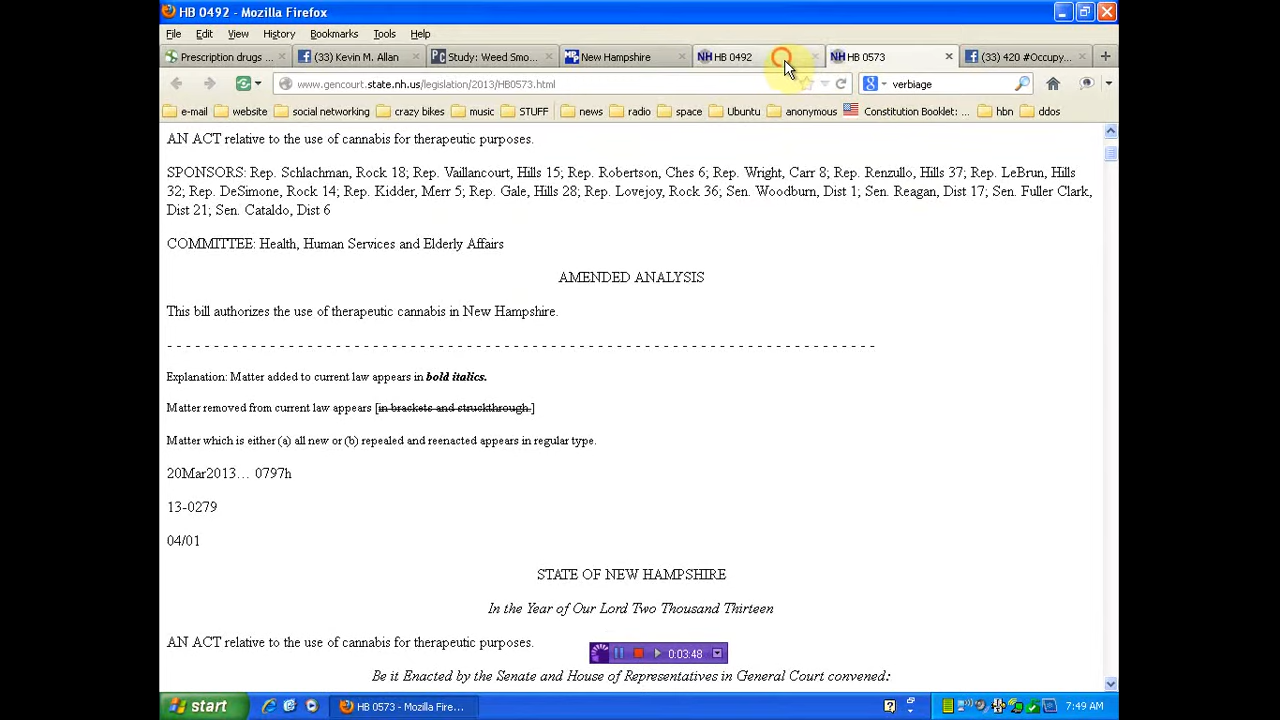 HB 0492 - Mozilla Firefox
File Edit View History Bookmarks Tools Help
Prescription drugs ... (33) Kevin M. Allan Study: Weed Smo... New Hampshire HB 0492 HB 0573 (33) 420 #Occupy...
www.gencourt.state.nh.us/legislation/2013/HB0573.html verbiage
e-mail website social networking crazy bikes music STUFF news radio space Ubuntu anonymous Constitution Booklet: ... hbn ddos
AN ACT relative to the use of cannabis for therapeutic purposes.
SPONSORS: Rep. Schlachman, Rock 18; Rep. Vaillancourt, Hills 15; Rep. Robertson, Ches 6; Rep. Wright, Carr 8; Rep. Renzullo, Hills 37; Rep. LeBrun, Hills
32; Rep. DeSimone, Rock 14; Rep. Kidder, Merr 5; Rep. Gale, Hills 28; Rep. Lovejoy, Rock 36; Sen. Woodburn, Dist 1; Sen. Reagan, Dist 17; Sen. Fuller Clark,
Dist 21; Sen. Cataldo, Dist 6
COMMITTEE: Health, Human Services and Elderly Affairs
AMENDED ANALYSIS
This bill authorizes the use of therapeutic cannabis in New Hampshire.
- - - - - - - - - - - - - - - - - - - - - - - - - - - - - - - - - - - - - - - - - - - - - - - - - - - - - - - - - - - - - - - - - - - - - - - - - - -
Explanation: Matter added to current law appears in bold italics.
Matter removed from current law appears [in brackets and struckthrough.]
Matter which is either (a) all new or (b) repealed and reenacted appears in regular type.
20Mar2013… 0797h
13-0279
04/01
STATE OF NEW HAMPSHIRE
In the Year of Our Lord Two Thousand Thirteen
AN ACT relative to the use of cannabis for therapeutic purposes.
0:03:48
Be it Enacted by the Senate and House of Representatives in General Court convened:
start HB 0573 - Mozilla Firefo... 7:49 AM